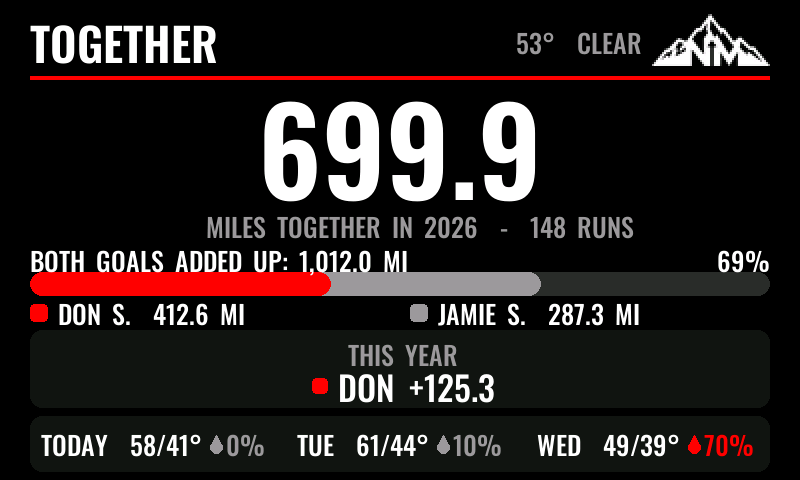 TOGETHER 53° CLEAR NM
699.9
MILES TOGETHER IN 2026 - 148 RUNS
BOTH GOALS ADDED UP: 1,012.0 MI 69%
DON S. 412.6 MI JAMIE S. 287.3 MI
THIS YEAR
DON +125.3
TODAY 58/41° 0% TUE 61/44° 10% WED 49/39° 70%